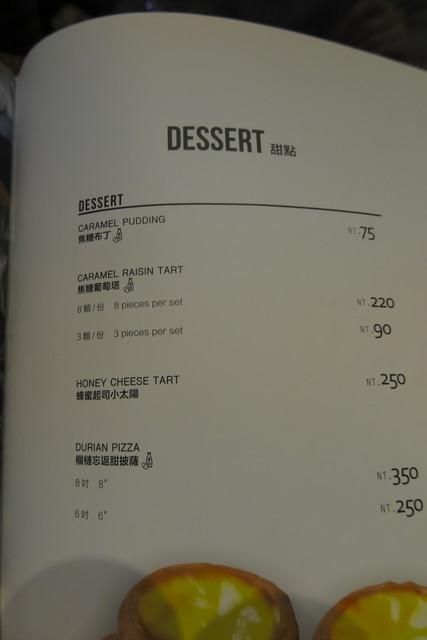 DESSERT 甜點
DESSERT
CARAMEL PUDDING
焦糖布丁 NT.75
CARAMEL RAISIN TART
焦糖葡萄塔
8顆/份 8 pieces per set NT.220
3顆/份 3 pieces per set NT.90
HONEY CHEESE TART NT.250
蜂蜜起司小太陽
DURIAN PIZZA
榴槤忘返甜披薩
8吋 8" NT.350
6吋 6" NT.250